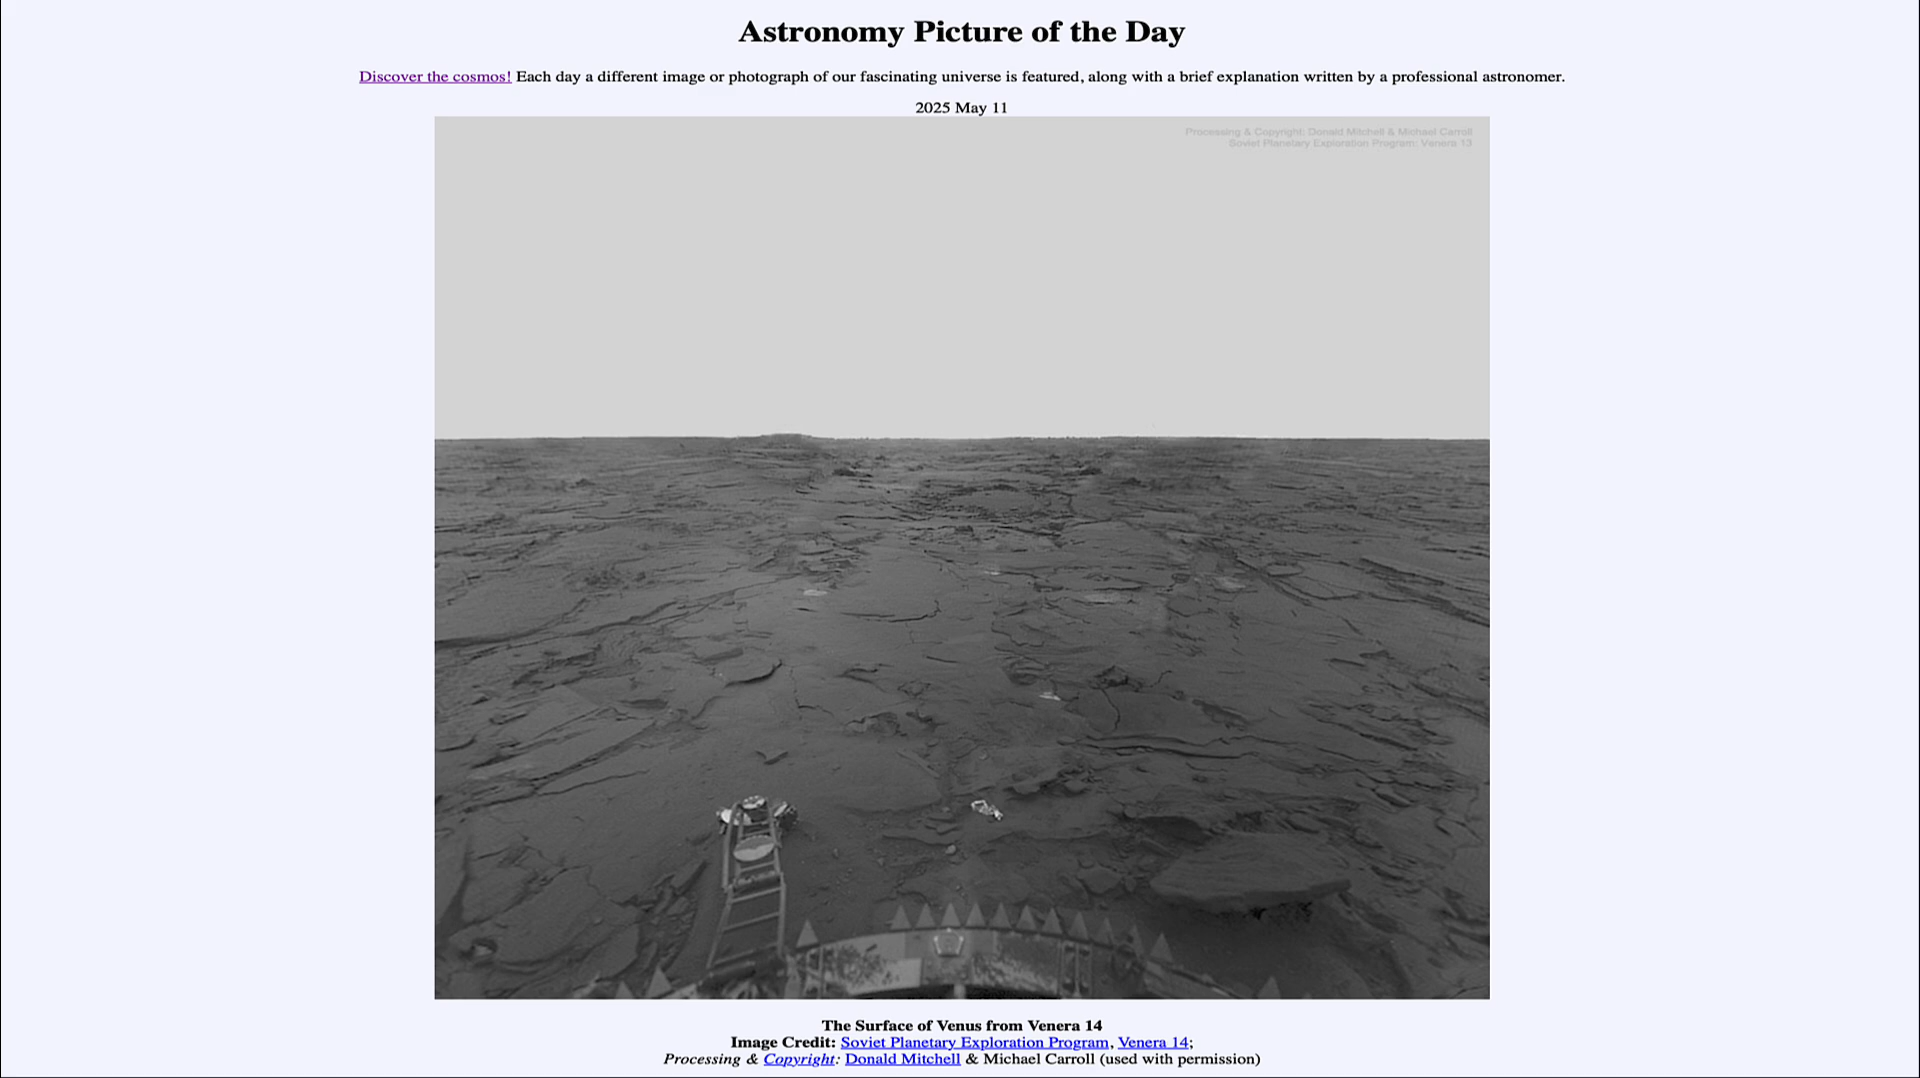 Astronomy Picture of the Day
Discover the cosmos! Each day a different image or photograph of our fascinating universe is featured, along with a brief explanation written by a professional astronomer.
2025 May 11
Processing & Copyright: Donald Mitchell & Michael Carroll
Soviet Planetary Exploration Program; Venera 13
The Surface of Venus from Venera 14
Image Credit: Soviet Planetary Exploration Program, Venera 14;
Processing & Copyright: Donald Mitchell & Michael Carroll (used with permission)